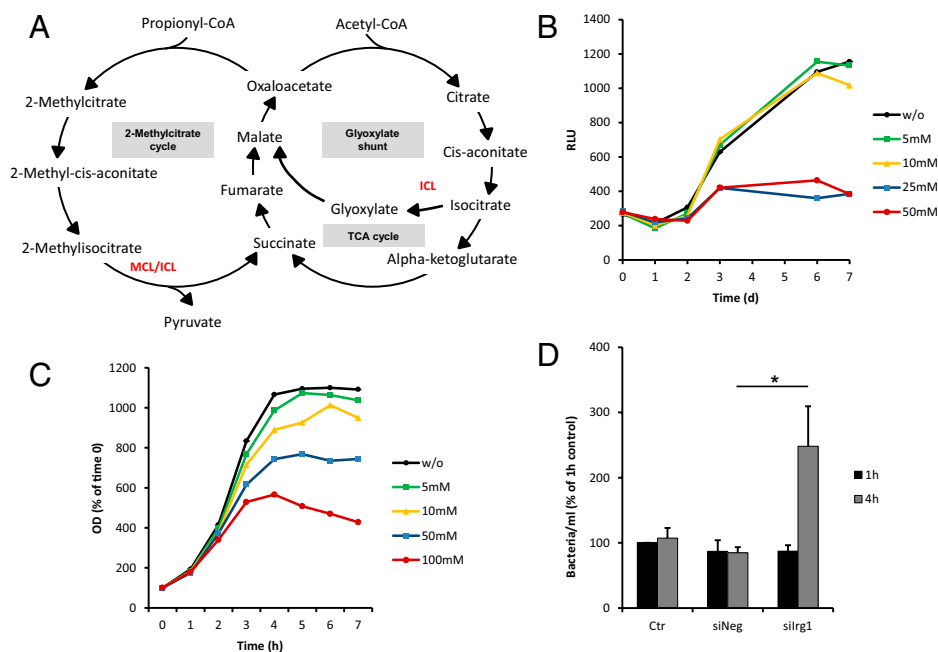 A
Propionyl-CoA
Acetyl-CoA
Oxaloacetate
2-Methylcitrate
Citrate
2-Methylcitrate
cycle
Malate
Glyoxylate
shunt
Cis-aconitate
2-Methyl-cis-aconitate
Fumarate
ICL
Glyoxylate
Isocitrate
2-Methylisocitrate
Succinate
TCA cycle
Alpha-ketoglutarate
MCL/ICL
Pyruvate
B
1400
1200
1000
800
600
400
200
0
RLU
0
1
2
3
4
5
6
7
Time (d)
w/o
5mM
10mM
25mM
50mM
C
1200
1000
800
600
400
200
0
OD (% of time 0)
0
1
2
3
4
5
6
7
Time (h)
w/o
5mM
10mM
50mM
100mM
D
400
300
200
100
0
Bacteria/ml (% of 1h control)
*
Ctr
siNeg
siIrg1
1h
4h